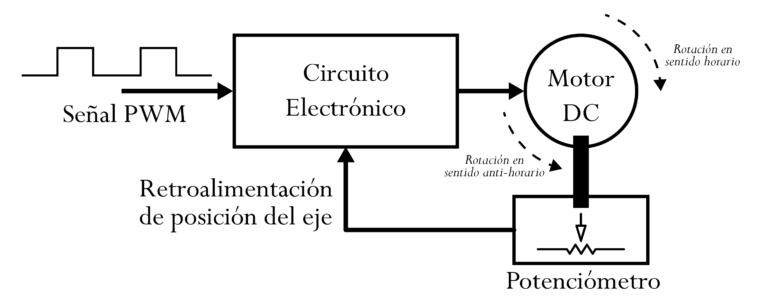 Señal PWM
Circuito
Electrónico
Motor
DC
Rotación en
sentido horario
Rotación en
sentido anti-horario
Retroalimentación
de posición del eje
Potenciómetro